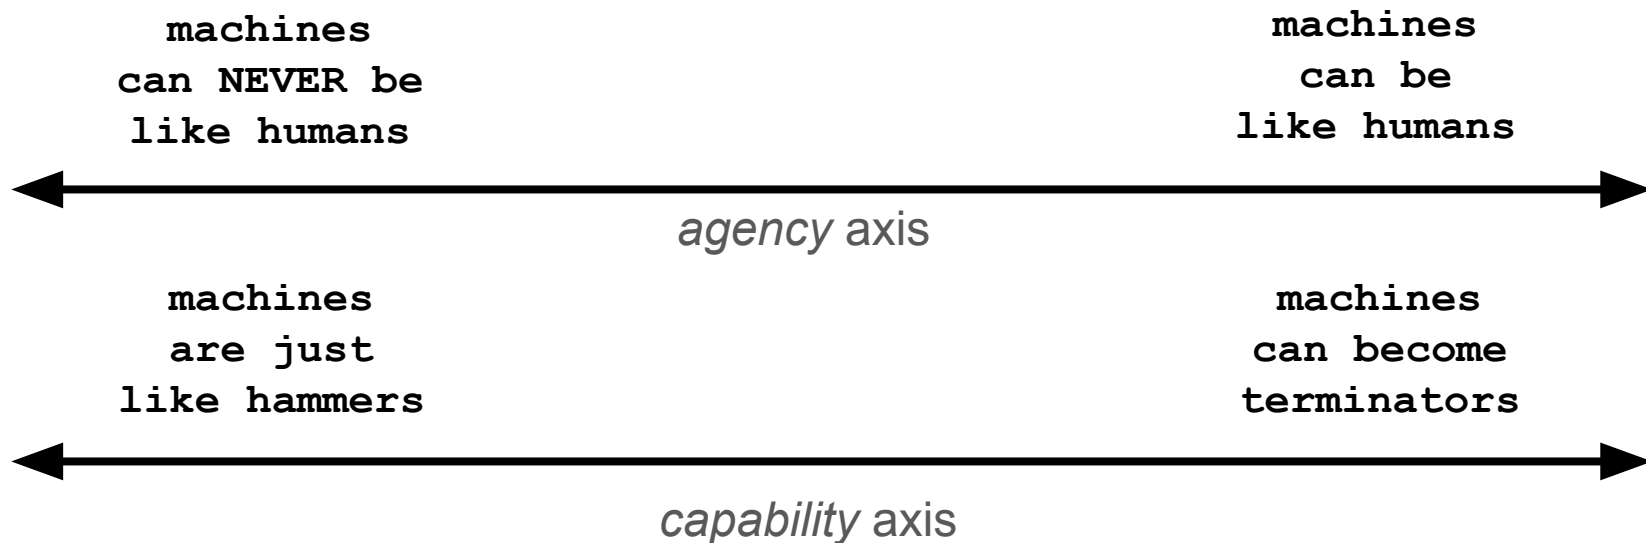 machines
can NEVER be
like humans
machines
can be
like humans
agency axis
machines
are just
like hammers
machines
can become
terminators
capability axis